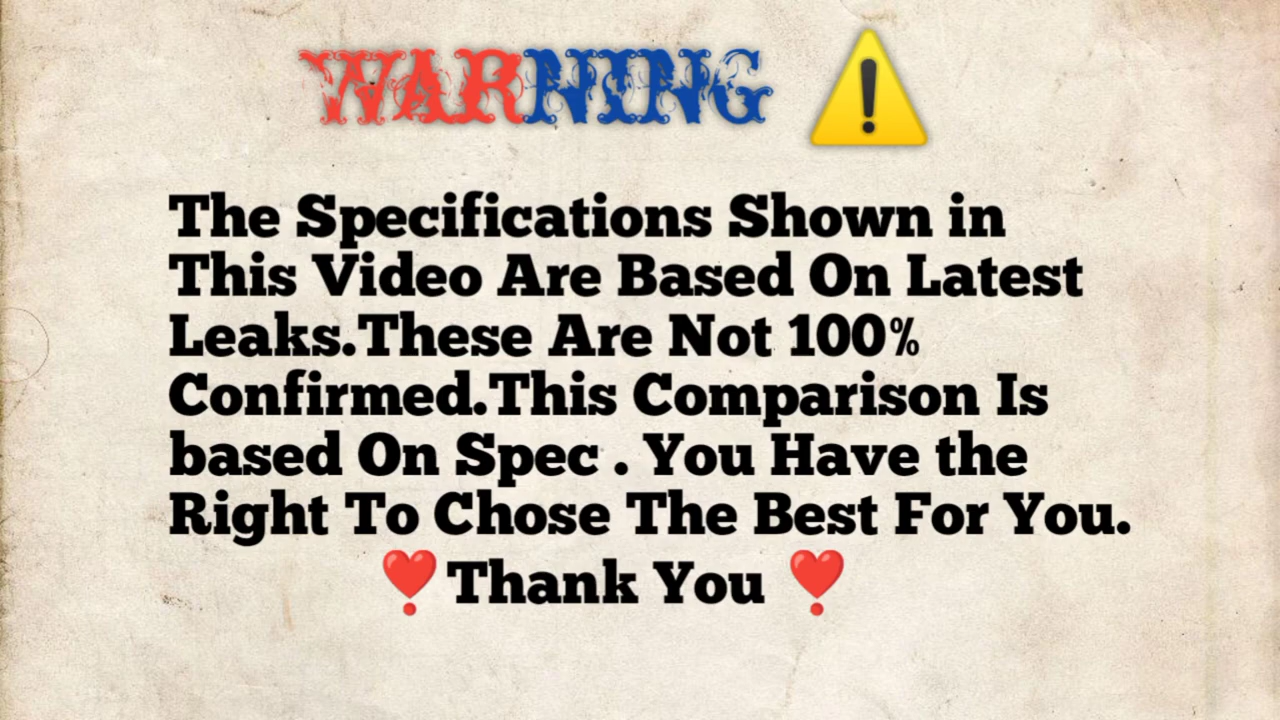 WARNING ⚠️
The Specifications Shown in
This Video Are Based On Latest
Leaks.These Are Not 100%
Confirmed.This Comparison Is
based On Spec . You Have the
Right To Chose The Best For You.
❣️Thank You ❣️